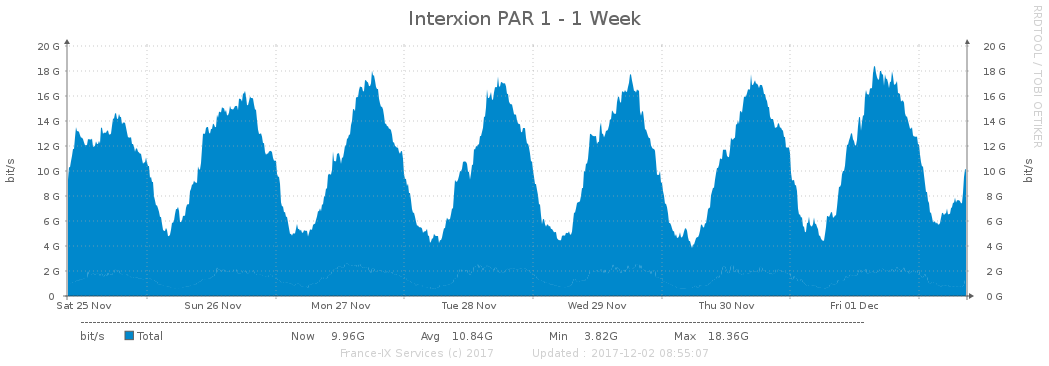 Interxion PAR 1 - 1 Week
RRDTOOL / TOBI OETIKER
20 G 20 G
18 G 18 G
16 G 16 G
14 G 14 G
12 G 12 G
10 G 10 G
8 G 8 G
6 G 6 G
4 G 4 G
2 G 2 G
0 0 G
bit/s
bit/s
Sat 25 Nov Sun 26 Nov Mon 27 Nov Tue 28 Nov Wed 29 Nov Thu 30 Nov Fri 01 Dec
bit/s Total Now 9.96G Avg 10.84G Min 3.82G Max 18.36G
France-IX Services (c) 2017 Updated : 2017-12-02 08:55:07